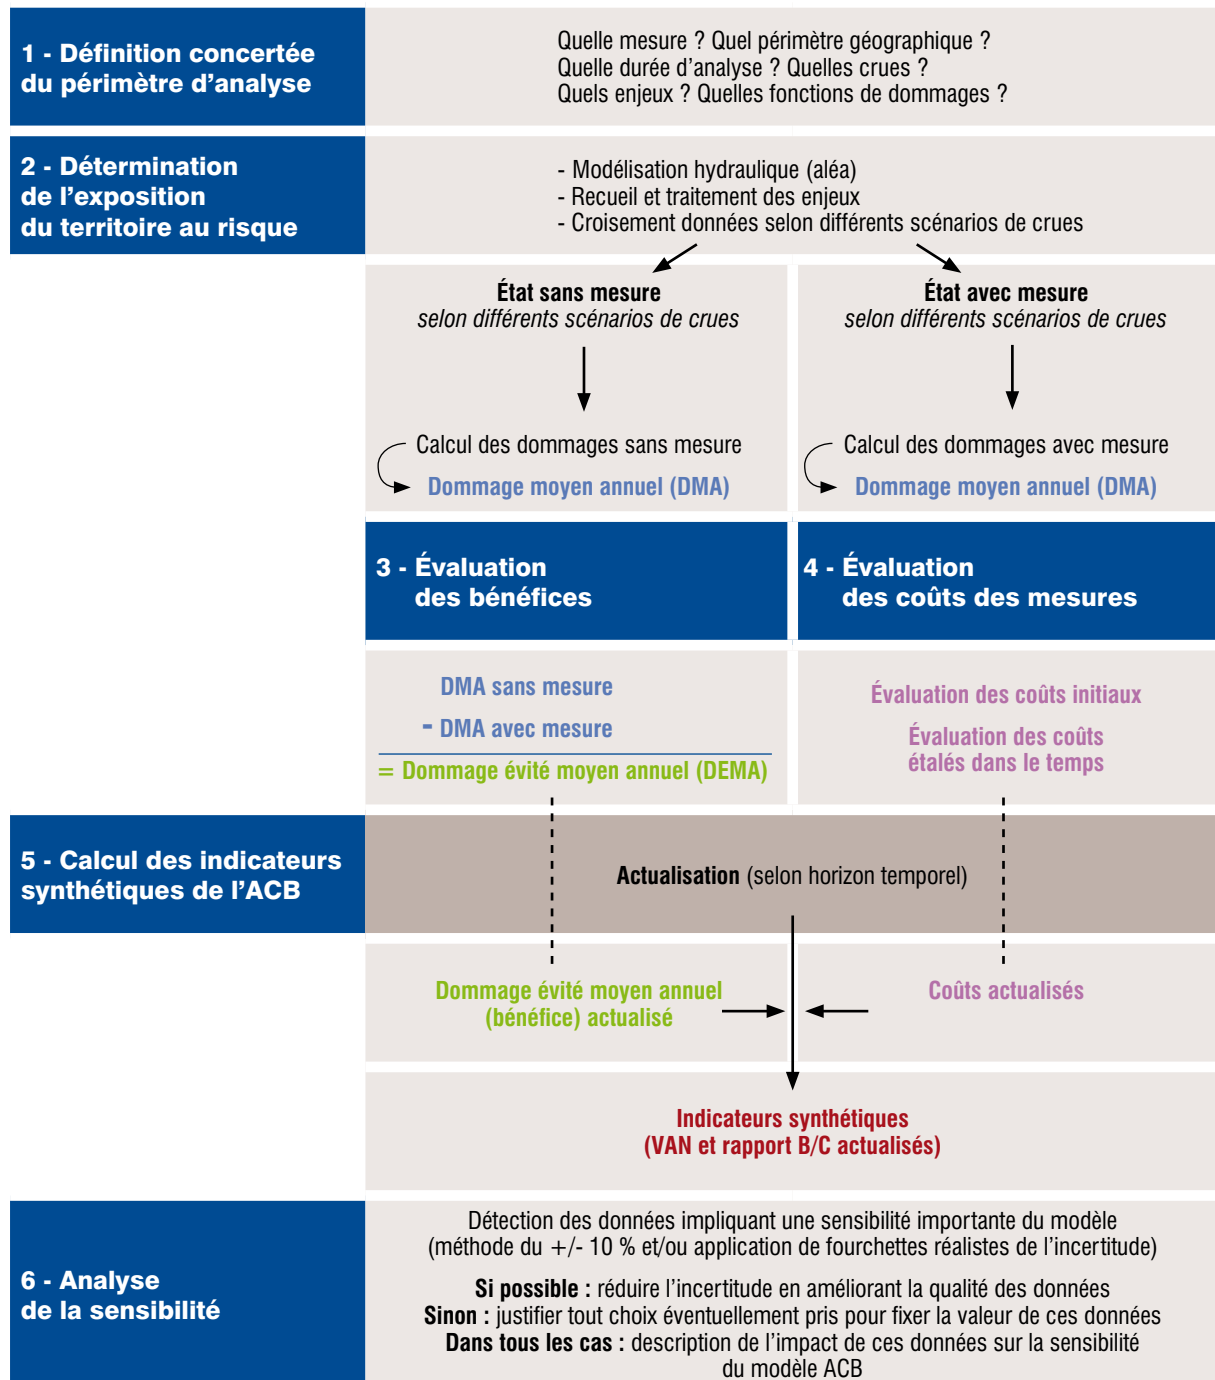 1 - Définition concertée
du périmètre d’analyse
Quelle mesure ? Quel périmètre géographique ?
Quelle durée d’analyse ? Quelles crues ?
Quels enjeux ? Quelles fonctions de dommages ?
2 - Détermination
de l’exposition
du territoire au risque
- Modélisation hydraulique (aléa)
- Recueil et traitement des enjeux
- Croisement données selon différents scénarios de crues
État sans mesure
selon différents scénarios de crues
Calcul des dommages sans mesure
Dommage moyen annuel (DMA)
État avec mesure
selon différents scénarios de crues
Calcul des dommages avec mesure
Dommage moyen annuel (DMA)
3 - Évaluation
des bénéfices
4 - Évaluation
des coûts des mesures
DMA sans mesure
- DMA avec mesure
= Dommage évité moyen annuel (DEMA)
Évaluation des coûts initiaux
Évaluation des coûts
étalés dans le temps
5 - Calcul des indicateurs
synthétiques de l’ACB
Actualisation (selon horizon temporel)
Dommage évité moyen annuel
(bénéfice) actualisé
Coûts actualisés
Indicateurs synthétiques
(VAN et rapport B/C actualisés)
6 - Analyse
de la sensibilité
Détection des données impliquant une sensibilité importante du modèle
(méthode du +/- 10 % et/ou application de fourchettes réalistes de l’incertitude)
Si possible : réduire l’incertitude en améliorant la qualité des données
Sinon : justifier tout choix éventuellement pris pour fixer la valeur de ces données
Dans tous les cas : description de l’impact de ces données sur la sensibilité
du modèle ACB